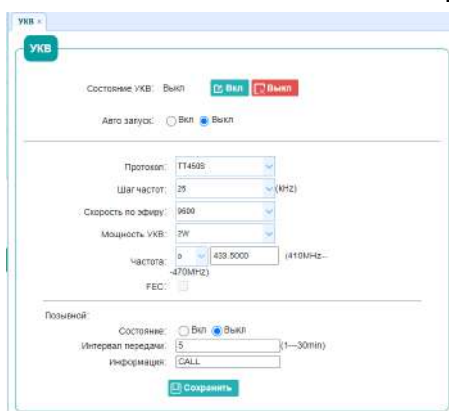 УКВ ×
УКВ
Состояние УКВ: Выкл Вкл Выкл
Авто запуск: Вкл Выкл
Протокол: TT450S
Шаг частот: 25 (kHz)
Скорость по эфиру: 9600
Мощность УКВ: 2W
Частота: 433.5000 (410MHz--
-470MHz)
FEC:
Позывной:
Состояние: Вкл Выкл
Интервал передачи: 5 (1---30min)
Информация: CALL
Сохранить